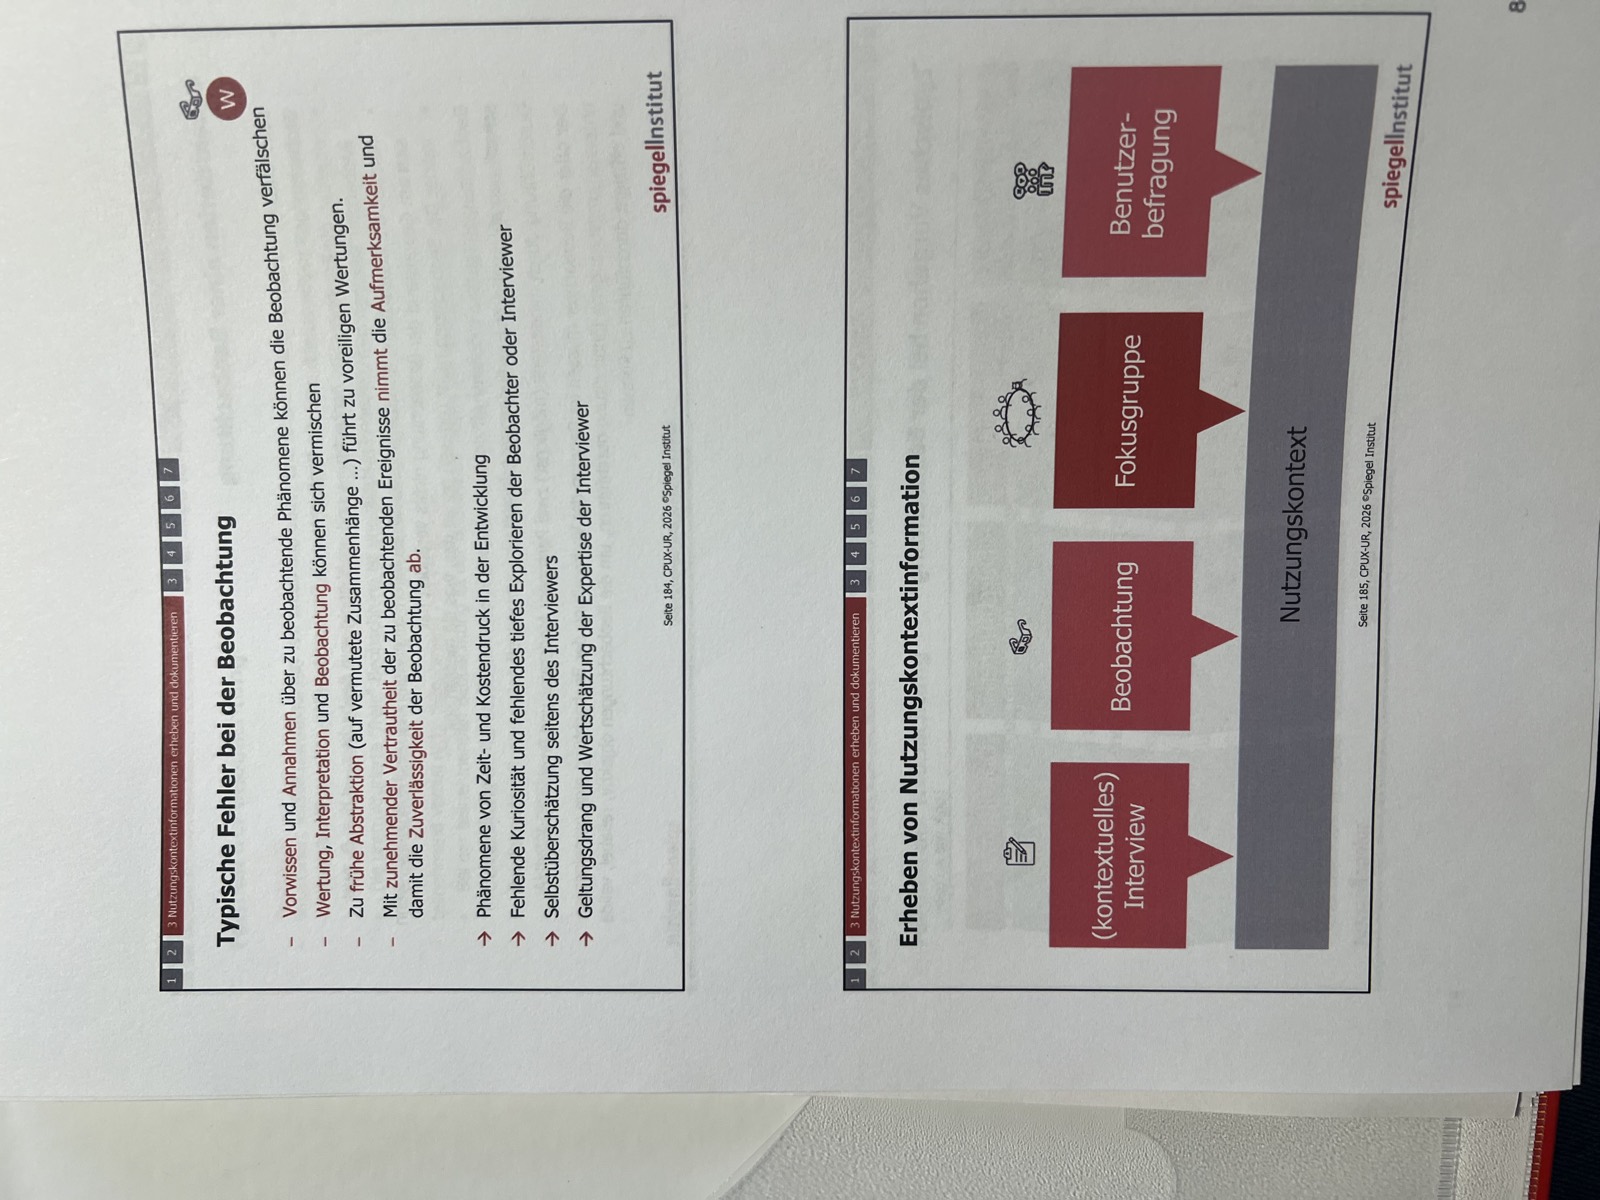 1 2 3 Nutzungskontextinformationen erheben und dokumentieren 3 4 5 6 7
Typische Fehler bei der Beobachtung
W
– Vorwissen und Annahmen über zu beobachtende Phänomene können die Beobachtung verfälschen
– Wertung, Interpretation und Beobachtung können sich vermischen
– Zu frühe Abstraktion (auf vermutete Zusammenhänge ...) führt zu voreiligen Wertungen.
– Mit zunehmender Vertrautheit der zu beobachtenden Ereignisse nimmt die Aufmerksamkeit und
damit die Zuverlässigkeit der Beobachtung ab.
→ Phänomene von Zeit- und Kostendruck in der Entwicklung
→ Fehlende Kuriosität und fehlendes tiefes Explorieren der Beobachter oder Interviewer
→ Selbstüberschätzung seitens des Interviewers
→ Geltungsdrang und Wertschätzung der Expertise der Interviewer
Seite 184, CPUX-UR, 2026 ©Spiegel Institut
spiegelInstitut
1 2 3 Nutzungskontextinformationen erheben und dokumentieren 3 4 5 6 7
Erheben von Nutzungskontextinformation
(kontextuelles)
Interview
Beobachtung
Fokusgruppe
Benutzer-
befragung
Nutzungskontext
Seite 185, CPUX-UR, 2026 ©Spiegel Institut
spiegelInstitut
8